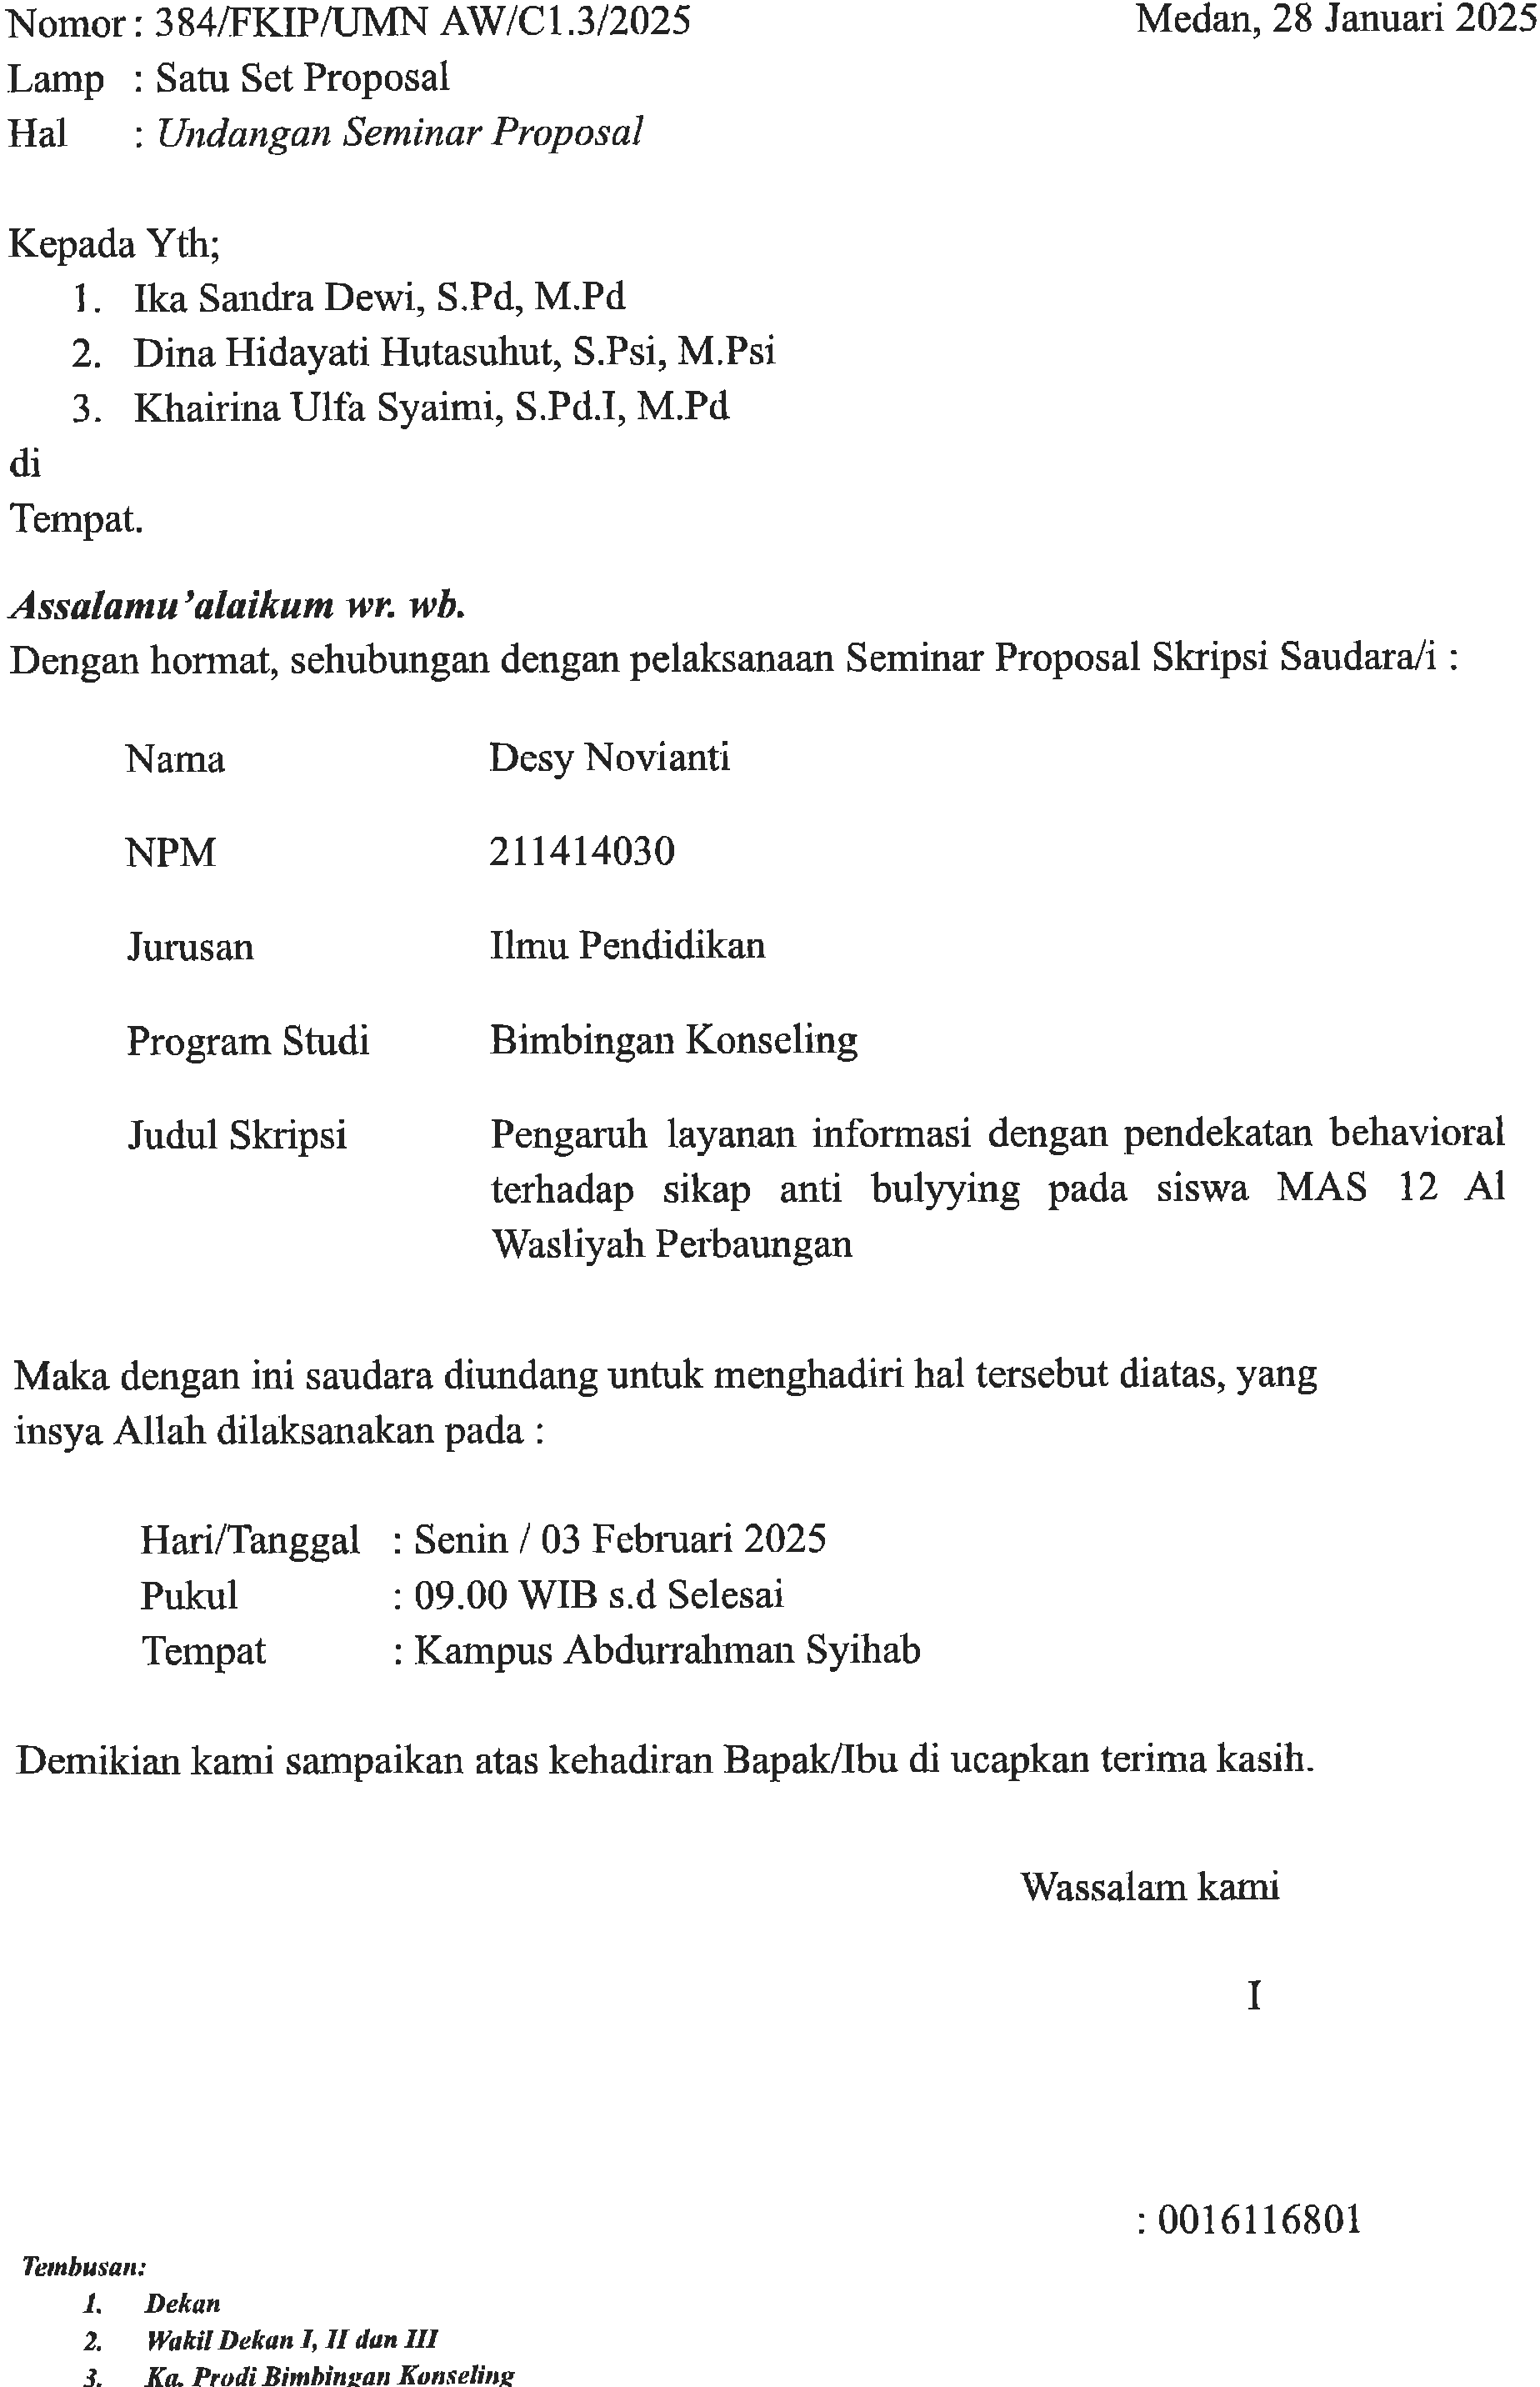 Nomor : 384/FKIP/UMN AW/C1.3/2025 Medan, 28 Januari 2025
Lamp : Satu Set Proposal
Hal : Undangan Seminar Proposal
Kepada Yth;
1. Ika Sandra Dewi, S.Pd, M.Pd
2. Dina Hidayati Hutasuhut, S.Psi, M.Psi
3. Khairina Ulfa Syaimi, S.Pd.I, M.Pd
di
Tempat.
Assalamu'alaikum wr. wb.
Dengan hormat, sehubungan dengan pelaksanaan Seminar Proposal Skripsi Saudara/i :
Nama Desy Novianti
NPM 211414030
Jurusan Ilmu Pendidikan
Program Studi Bimbingan Konseling
Judul Skripsi Pengaruh layanan informasi dengan pendekatan behavioral
terhadap sikap anti bulyying pada siswa MAS 12 Al
Wasliyah Perbaungan
Maka dengan ini saudara diundang untuk menghadiri hal tersebut diatas, yang
insya Allah dilaksanakan pada :
Hari/Tanggal : Senin / 03 Februari 2025
Pukul : 09.00 WIB s.d Selesai
Tempat : Kampus Abdurrahman Syihab
Demikian kami sampaikan atas kehadiran Bapak/Ibu di ucapkan terima kasih.
Wassalam kami
I
: 0016116801
Tembusan:
1. Dekan
2. Wakil Dekan I, II dan III
3. Ka. Prodi Bimbingan Konseling